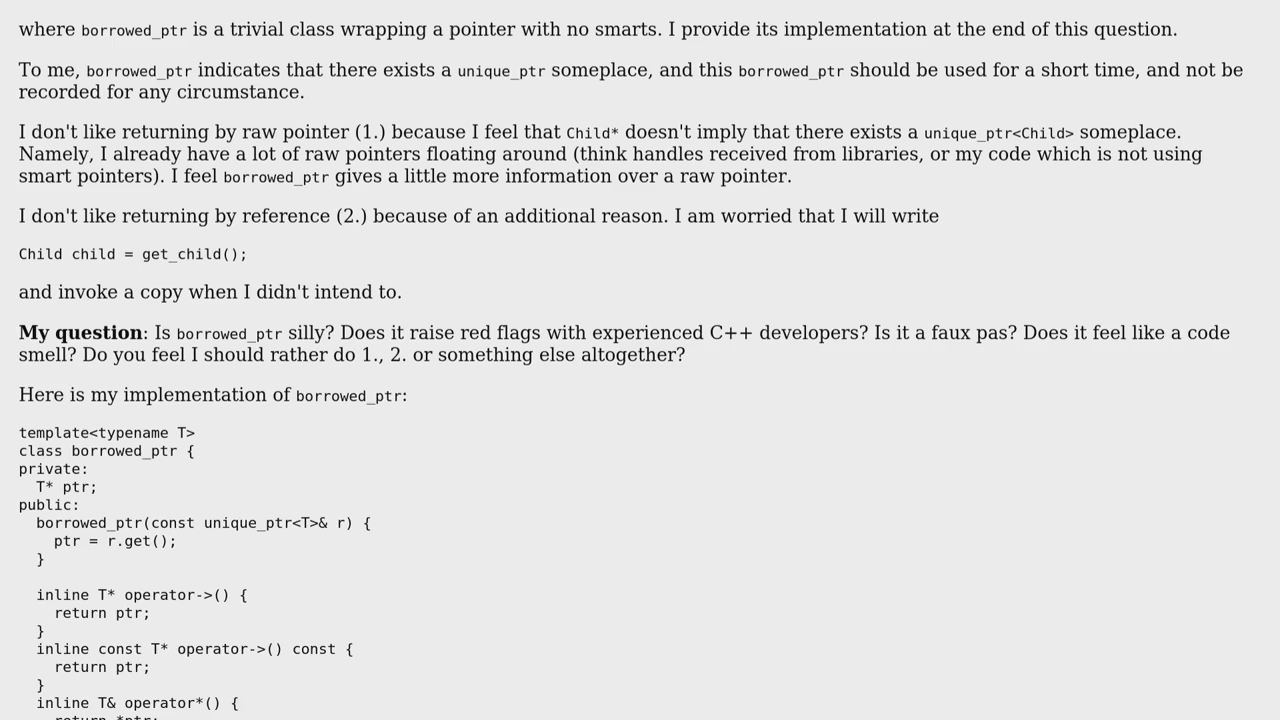 where borrowed_ptr is a trivial class wrapping a pointer with no smarts. I provide its implementation at the end of this question.
To me, borrowed_ptr indicates that there exists a unique_ptr someplace, and this borrowed_ptr should be used for a short time, and not be
recorded for any circumstance.
I don't like returning by raw pointer (1.) because I feel that Child* doesn't imply that there exists a unique_ptr<Child> someplace.
Namely, I already have a lot of raw pointers floating around (think handles received from libraries, or my code which is not using
smart pointers). I feel borrowed_ptr gives a little more information over a raw pointer.
I don't like returning by reference (2.) because of an additional reason. I am worried that I will write
Child child = get_child();
and invoke a copy when I didn't intend to.
My question: Is borrowed_ptr silly? Does it raise red flags with experienced C++ developers? Is it a faux pas? Does it feel like a code
smell? Do you feel I should rather do 1., 2. or something else altogether?
Here is my implementation of borrowed_ptr:
template<typename T>
class borrowed_ptr {
private:
  T* ptr;
public:
  borrowed_ptr(const unique_ptr<T>& r) {
    ptr = r.get();
  }
  inline T* operator->() {
    return ptr;
  }
  inline const T* operator->() const {
    return ptr;
  }
  inline T& operator*() {
    return *ptr;